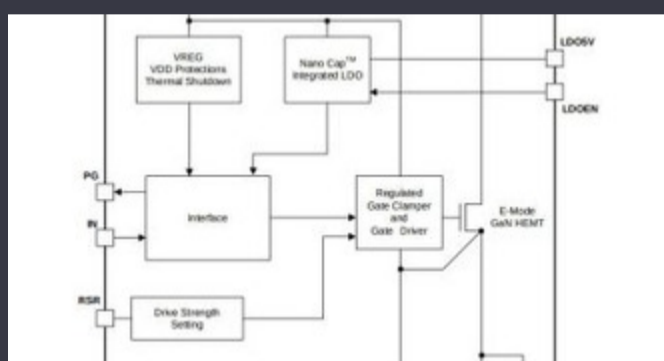 VREG
VDD Protections
Thermal Shutdown
Nano Cap™
Integrated LDO
LDO5V
LDOEN
PG
Interface
Regulated
Gate Clamper
and
Gate Driver
E-Mode
GaN HEMT
IN
RSR
Drive Strength
Setting